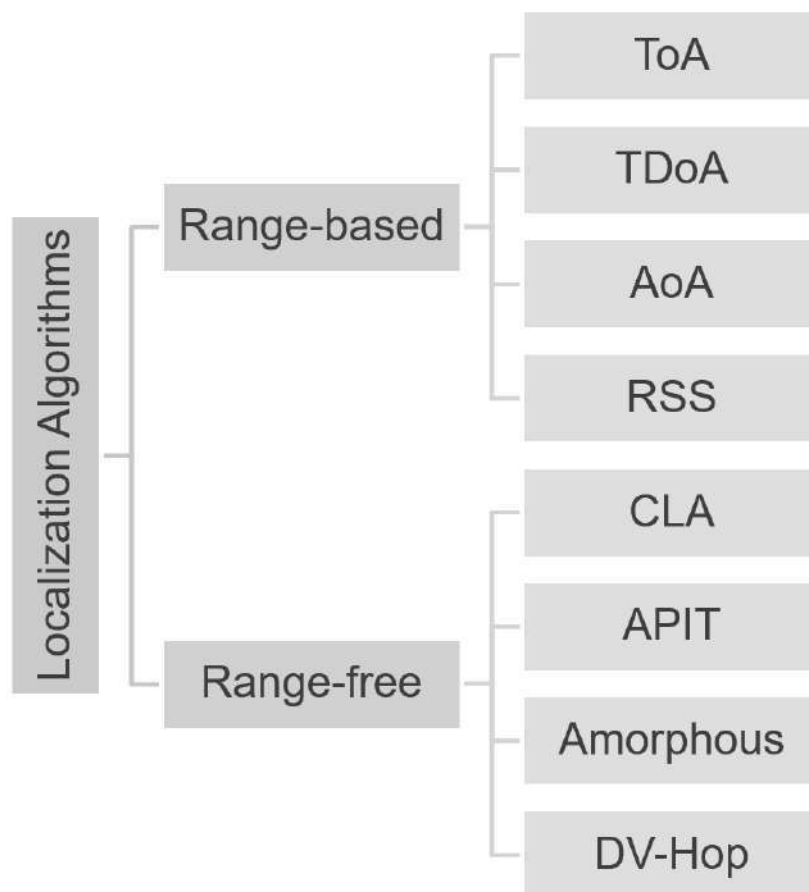 Localization Algorithms
Range-based
ToA
TDoA
AoA
RSS
Range-free
CLA
APIT
Amorphous
DV-Hop